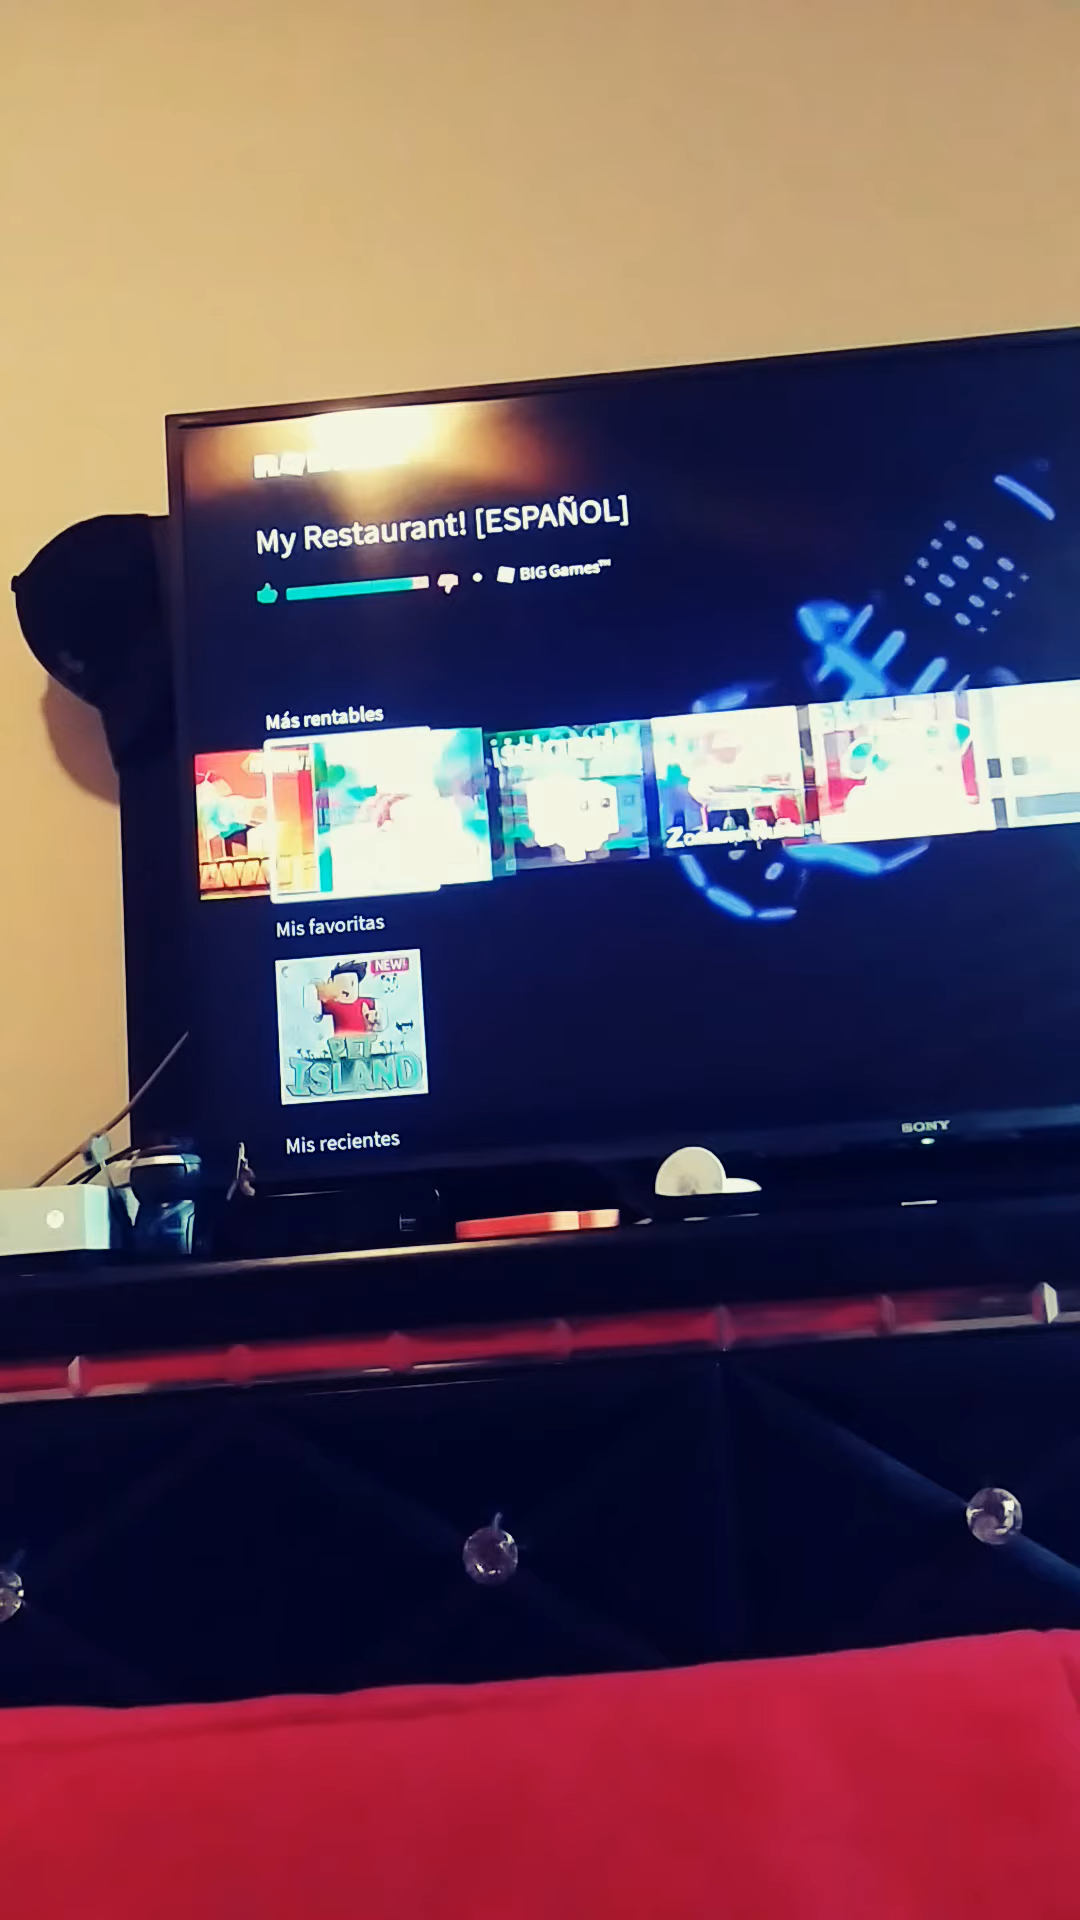 My Restaurant! [ESPAÑOL]
BIG Games™
Más rentables
Mis favoritas
NEW!
PET
ISLAND
Mis recientes
SONY